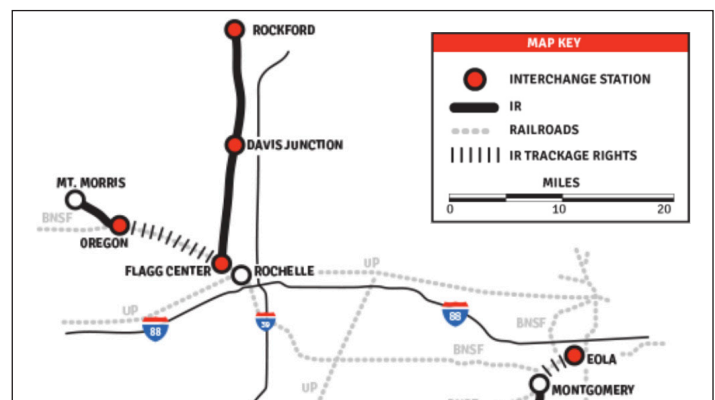 ROCKFORD
MAP KEY
INTERCHANGE STATION
IR
RAILROADS
IR TRACKAGE RIGHTS
MILES
0 10 20
DAVIS JUNCTION
MT. MORRIS
BNSF
OREGON
FLAGG CENTER
ROCHELLE
UP
UP
88
39
88
BNSF
BNSF
EOLA
UP
MONTGOMERY